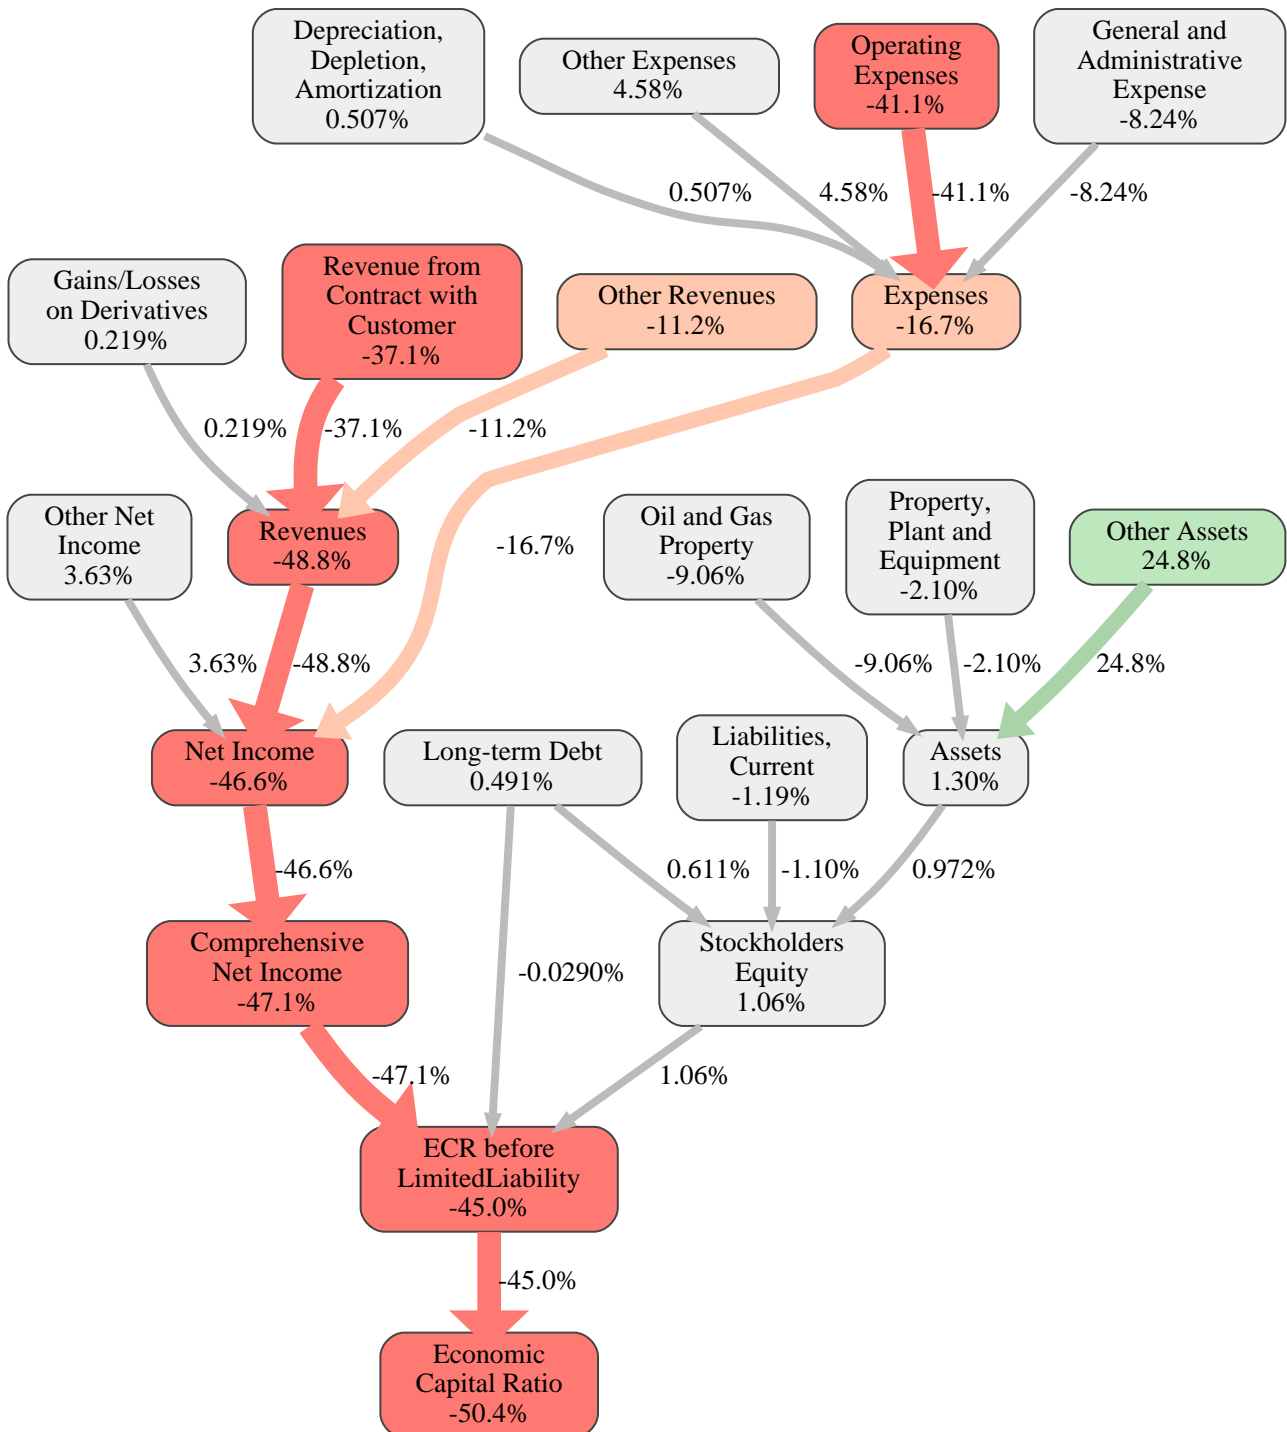 Depreciation,
Depletion,
Amortization
0.507%
Other Expenses
4.58%
Operating
Expenses
-41.1%
General and
Administrative
Expense
-8.24%
0.507%
4.58%
-41.1%
-8.24%
Gains/Losses
on Derivatives
0.219%
Revenue from
Contract with
Customer
-37.1%
Other Revenues
-11.2%
Expenses
-16.7%
0.219%
-37.1%
-11.2%
-16.7%
Other Net
Income
3.63%
Revenues
-48.8%
Oil and Gas
Property
-9.06%
Property,
Plant and
Equipment
-2.10%
Other Assets
24.8%
3.63%
-48.8%
-9.06%
-2.10%
24.8%
Net Income
-46.6%
Long-term Debt
0.491%
Liabilities,
Current
-1.19%
Assets
1.30%
-46.6%
0.611%
-1.10%
0.972%
Comprehensive
Net Income
-47.1%
-0.0290%
Stockholders
Equity
1.06%
-47.1%
1.06%
ECR before
LimitedLiability
-45.0%
-45.0%
Economic
Capital Ratio
-50.4%